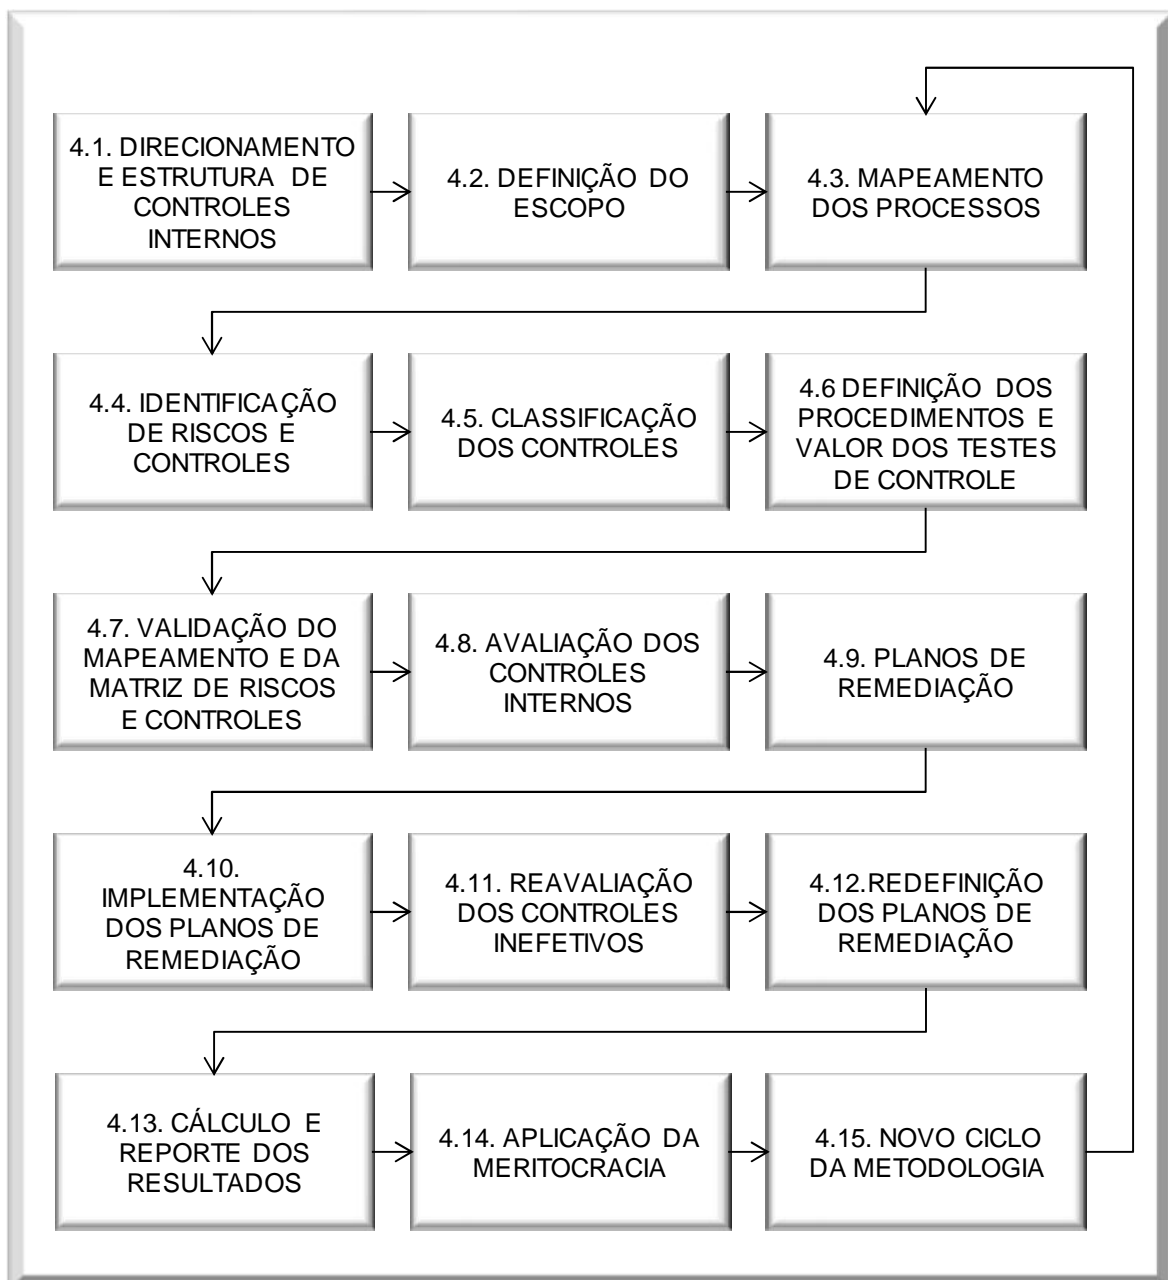 4.1. DIRECIONAMENTO
E ESTRUTURA DE
CONTROLES
INTERNOS
4.2. DEFINIÇÃO DO
ESCOPO
4.3. MAPEAMENTO
DOS PROCESSOS
4.4. IDENTIFICAÇÃO
DE RISCOS E
CONTROLES
4.5. CLASSIFICAÇÃO
DOS CONTROLES
4.6 DEFINIÇÃO DOS
PROCEDIMENTOS E
VALOR DOS TESTES
DE CONTROLE
4.7. VALIDAÇÃO DO
MAPEAMENTO E DA
MATRIZ DE RISCOS
E CONTROLES
4.8. AVALIAÇÃO DOS
CONTROLES
INTERNOS
4.9. PLANOS DE
REMEDIAÇÃO
4.10.
IMPLEMENTAÇÃO
DOS PLANOS DE
REMEDIAÇÃO
4.11. REAVALIAÇÃO
DOS CONTROLES
INEFETIVOS
4.12.REDEFINIÇÃO
DOS PLANOS DE
REMEDIAÇÃO
4.13. CÁLCULO E
REPORTE DOS
RESULTADOS
4.14. APLICAÇÃO DA
MERITOCRACIA
4.15. NOVO CICLO
DA METODOLOGIA